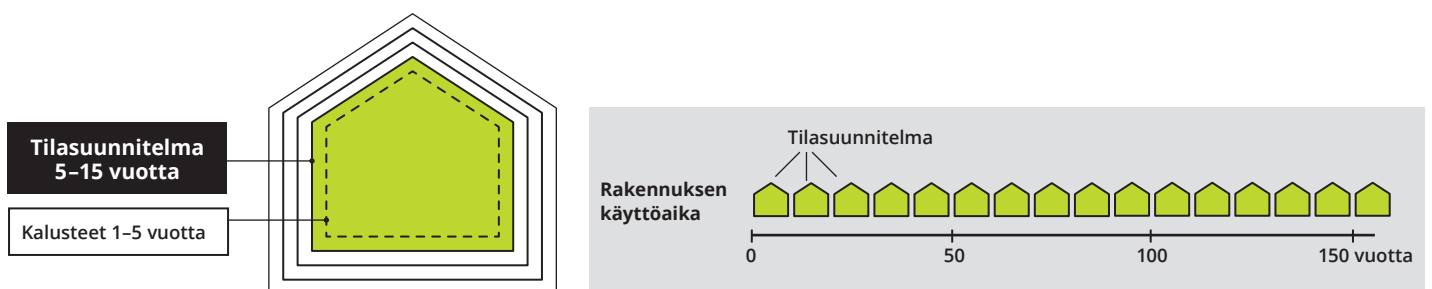 Tilasuunnitelma
5–15 vuotta
Kalusteet 1–5 vuotta
Tilasuunnitelma
Rakennuksen
käyttöaika
0
50
100
150 vuotta